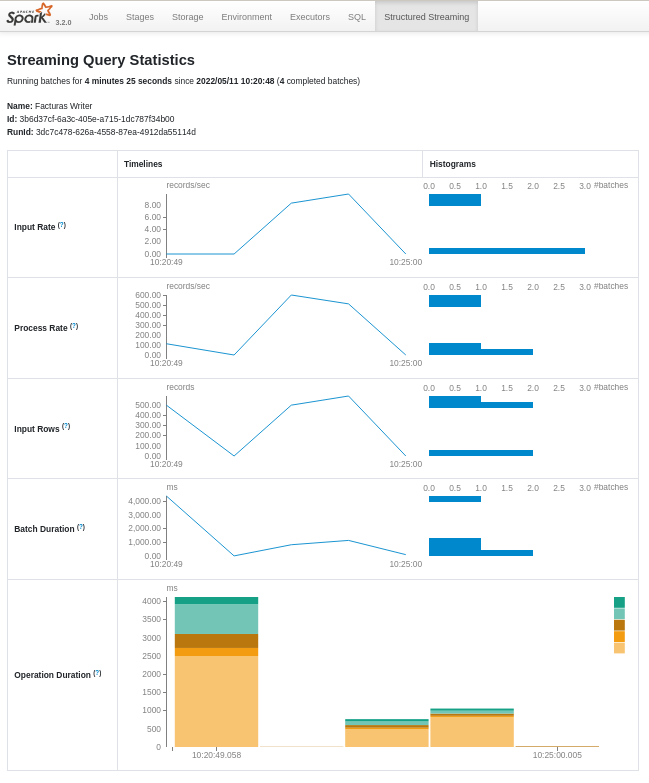 APACHE
Spark 3.2.0 Jobs Stages Storage Environment Executors SQL Structured Streaming
Streaming Query Statistics
Running batches for 4 minutes 25 seconds since 2022/05/11 10:20:48 (4 completed batches)
Name: Facturas Writer
Id: 3b6d37cf-6a3c-405e-a715-1dc787f34b00
RunId: 3dc7c478-626a-4558-87ea-4912da55114d
Timelines Histograms
Input Rate (?)
records/sec
8.00
6.00
4.00
2.00
0.00
10:20:49 10:25:00
0.0 0.5 1.0 1.5 2.0 2.5 3.0 #batches
Process Rate (?)
records/sec
600.00
500.00
400.00
300.00
200.00
100.00
0.00
10:20:49 10:25:00
0.0 0.5 1.0 1.5 2.0 2.5 3.0 #batches
Input Rows (?)
records
500.00
400.00
300.00
200.00
100.00
0.00
10:20:49 10:25:00
0.0 0.5 1.0 1.5 2.0 2.5 3.0 #batches
Batch Duration (?)
ms
4,000.00
3,000.00
2,000.00
1,000.00
0.00
10:20:49 10:25:00
0.0 0.5 1.0 1.5 2.0 2.5 3.0 #batches
Operation Duration (?)
ms
4000
3500
3000
2500
2000
1500
1000
500
0
10:20:49.058 10:25:00.005